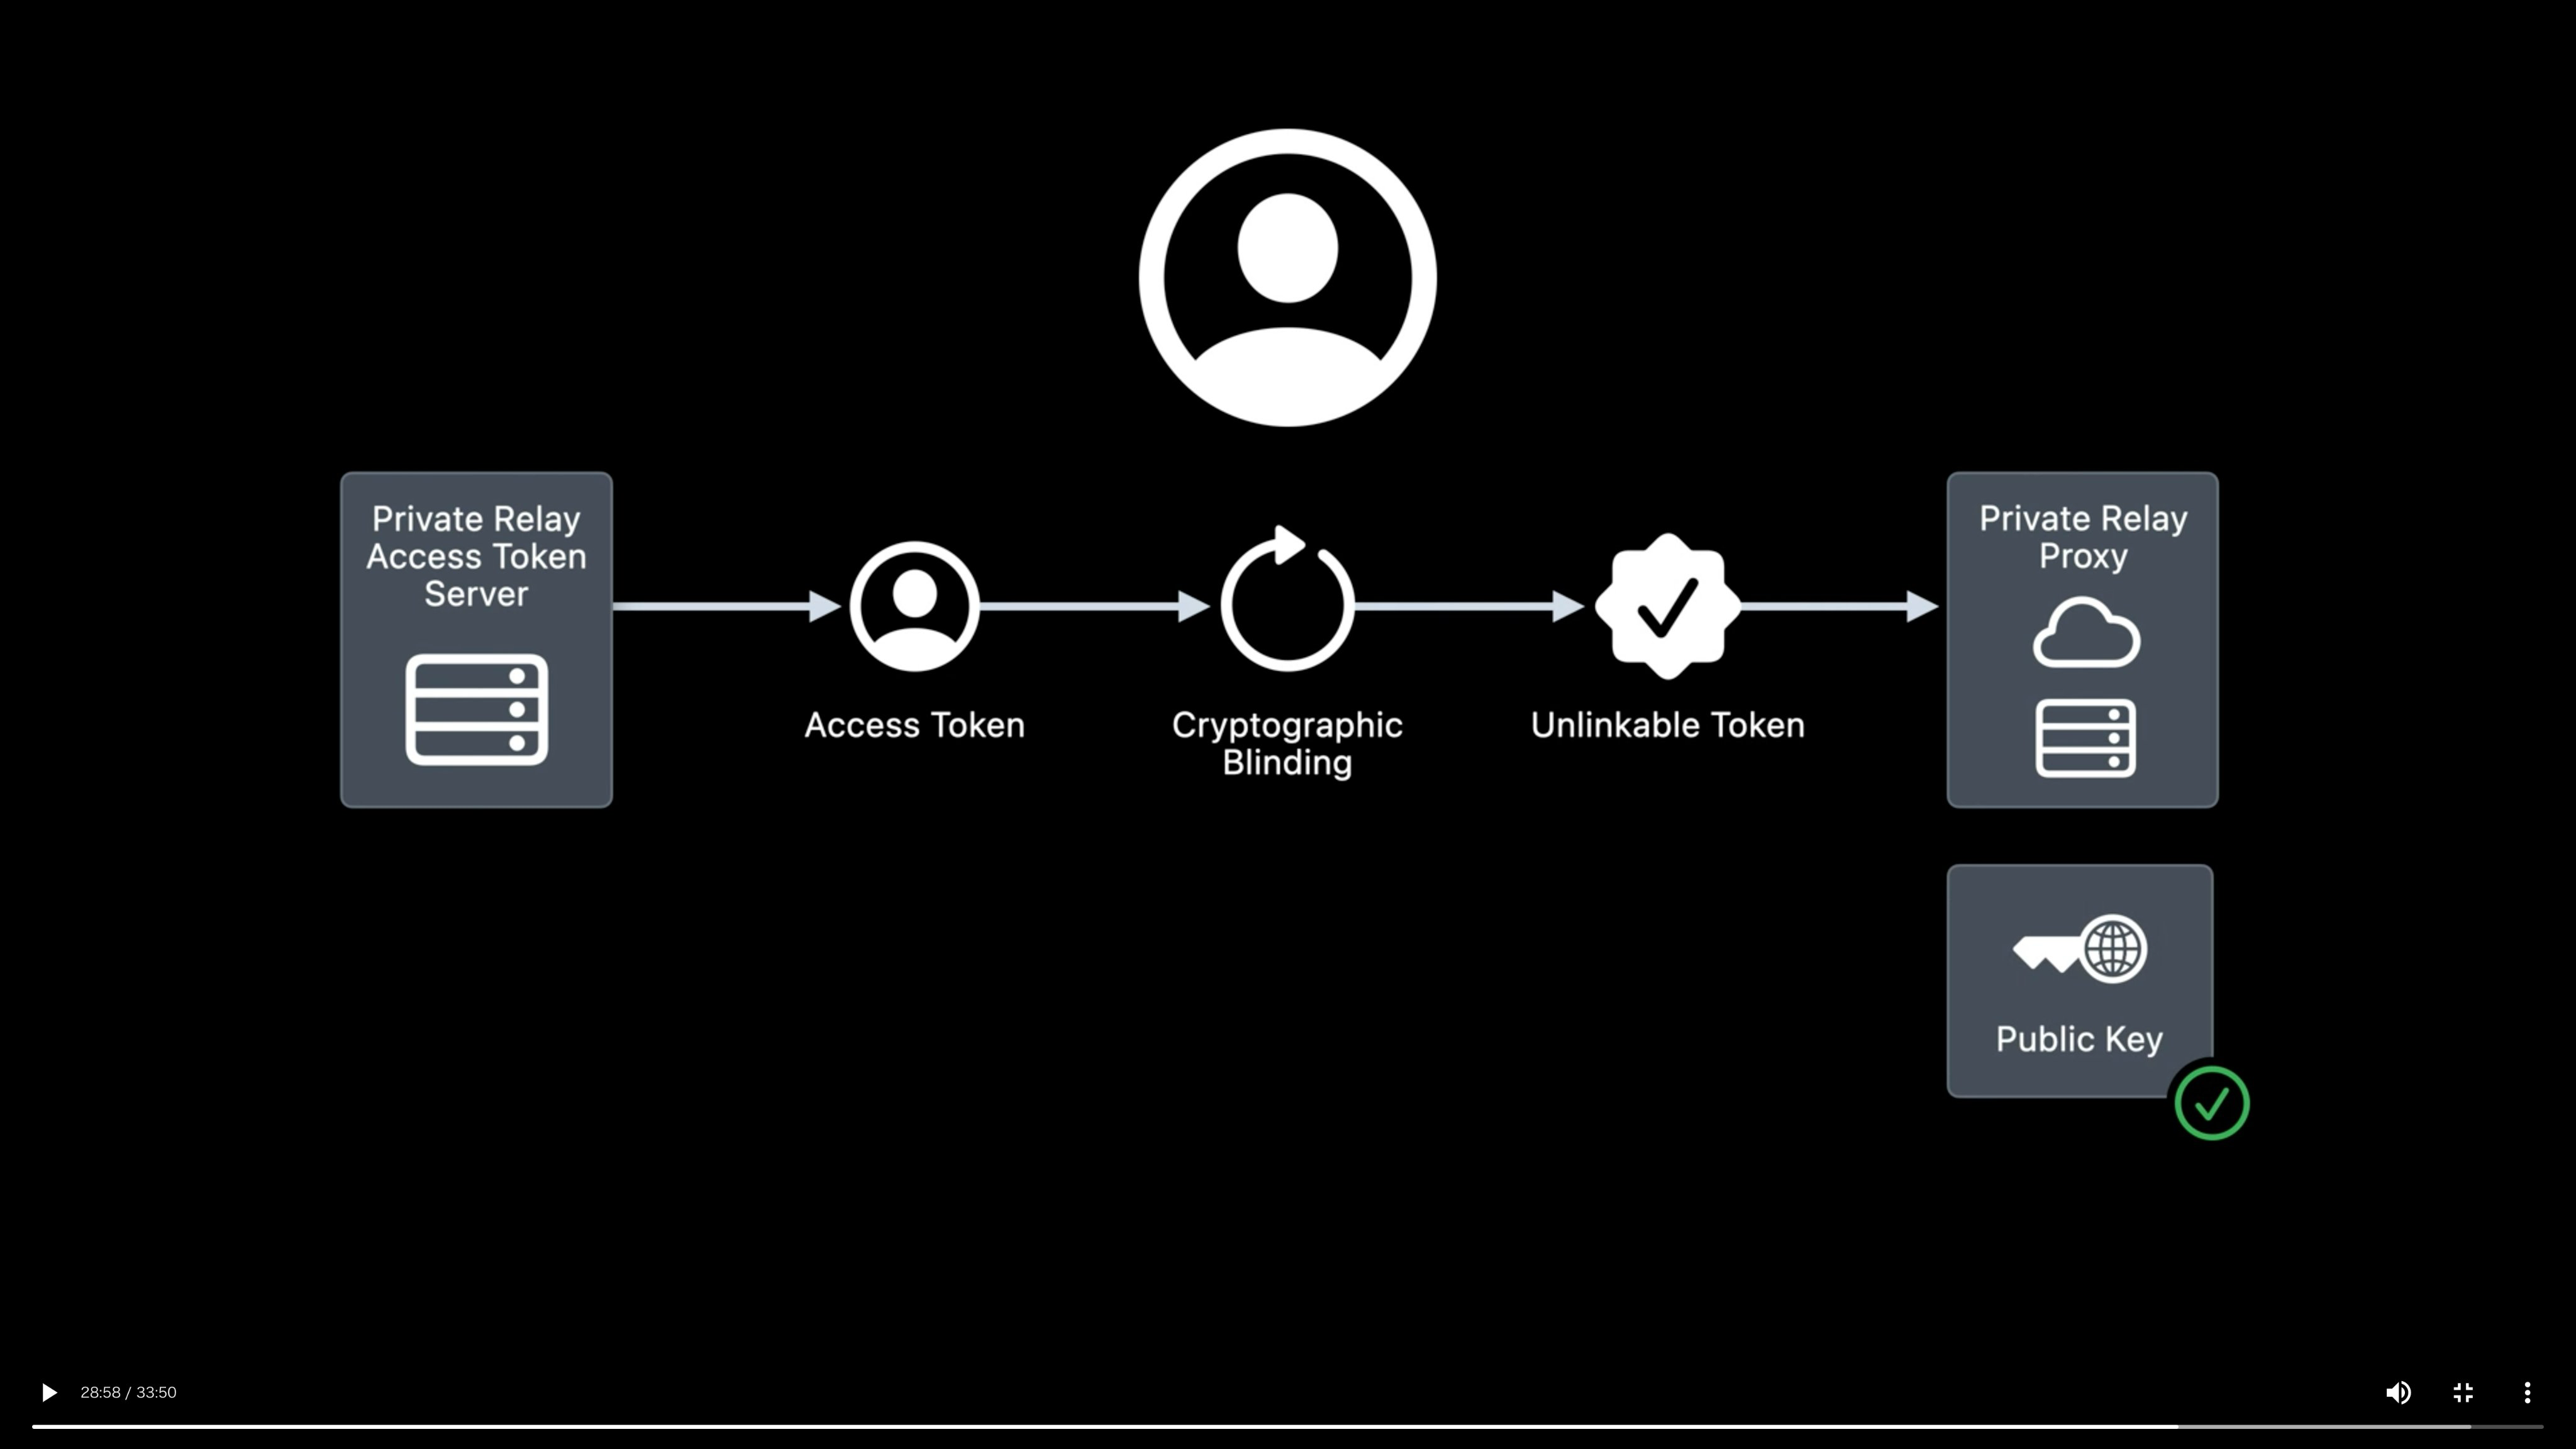 Private Relay
Access Token
Server
Access Token
Cryptographic
Blinding
Unlinkable Token
Private Relay
Proxy
Public Key
28:58 / 33:50